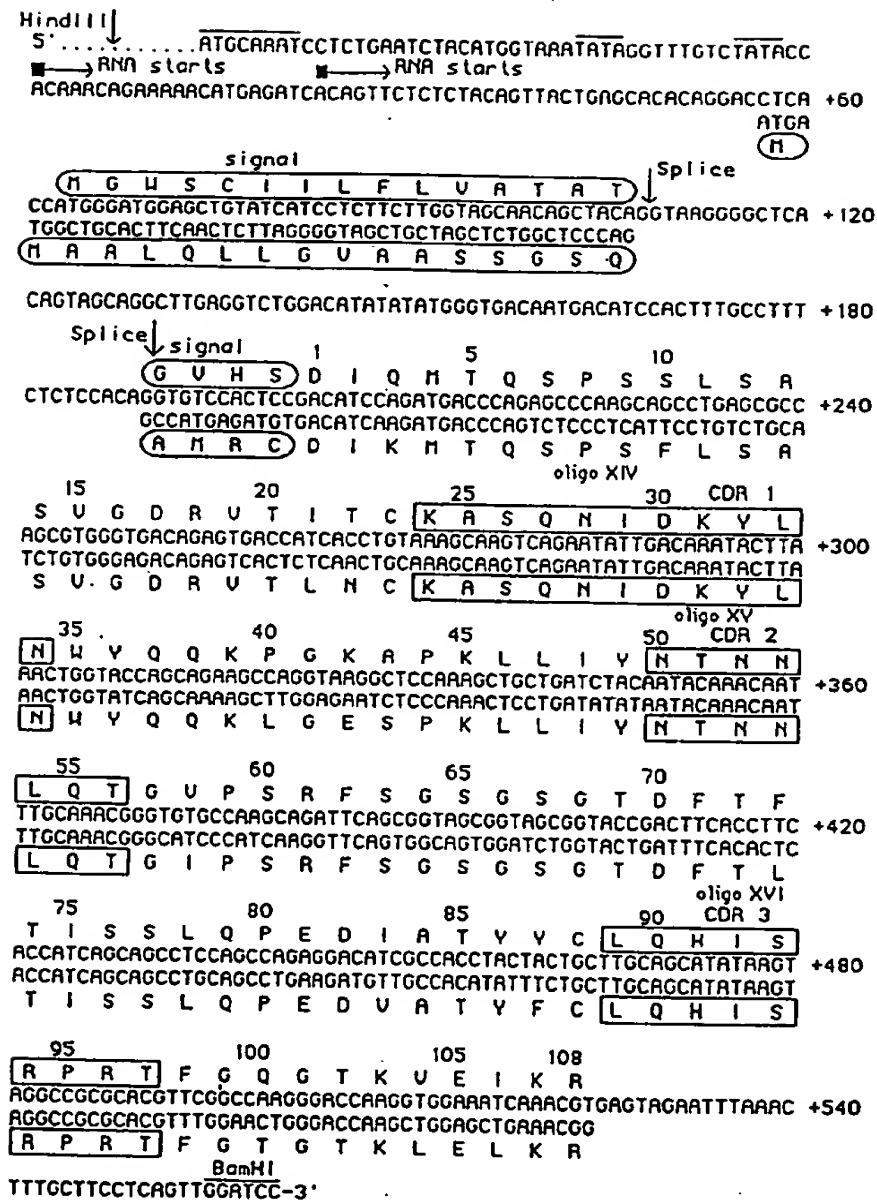 HindIII
5'..........ATGCAAATCCTCTGAATCTACATGGTAAATATAGGTTTGTCTATACC
RNA starts RNA starts
ACAAACAGAAAAACATGAGATCACAGTTCTCTCTACAGTTACTGAGCACACAGGACCTCA +60
ATGA
M
signal Splice
M G W S C I I L F L V A T A T
CCATGGGATGGAGCTGTATCATCCTCTTCTTGGTAGCAACAGCTACAGGTAAGGGGCTCA +120
TGGCTGCACTTCAACTCTTAGGGGTAGCTGCTAGCTCTGGCTCCCAG
M A A L Q L L G V A A S S G S Q
CAGTAGCAGGCTTGAGGTCTGGACATATATATGGGTGACAATGACATCCACTTTGCCTTT +180
Splice signal 1 5 10
G V H S D I Q M T Q S P S S L S A
CTCTCCACAGGTGTCCACTCCGACATCCAGATGACCCAGAGCCCAAGCAGCCTGAGCGCC +240
GCCATGAGATGTGACATCAAGATGACCCAGTCTCCCTCATTCCTGTCTGCA
A M R C D I K M T Q S P S F L S A
oligo XIV
15 20 25 30 CDR 1
S V G D R V T I T C K A S Q N I D K Y L
AGCGTGGGTGACAGAGTGACCATCACCTGTAAAGCAAGTCAGAATATTGACAAATACTTA +300
TCTGTGGGAGACAGAGTCACTCTCAACTGCAAAGCAAGTCAGAATATTGACAAATACTTA
S V G D R V T L N C K A S Q N I D K Y L
oligo XV
35 40 45 50 CDR 2
N W Y Q Q K P G K A P K L L I Y N T N N
AACTGGTACCAGCAGAAGCCAGGTAAGGCTCCAAAGCTGCTGATCTACAATACAAACAAT +360
AACTGGTATCAGCAAAAGCTTGGAGAATCTCCCAAACTCCTGATATATAATACAAACAAT
N W Y Q Q K L G E S P K L L I Y N T N N
55 60 65 70
L Q T G V P S R F S G S G S G T D F T F
TTGCAAACGGGTGTGCCAAGCAGATTCAGCGGTAGCGGTAGCGGTACCGACTTCACCTTC +420
TTGCAAACGGGCATCCCATCAAGGTTCAGTGGCAGTGGATCTGGTACTGATTTCACACTC
L Q T G I P S R F S G S G S G T D F T L
oligo XVI
75 80 85 90 CDR 3
T I S S L Q P E D I A T Y Y C L Q H I S
ACCATCAGCAGCCTCCAGCCAGAGGACATCGCCACCTACTACTGCTTGCAGCATATAAGT +480
ACCATCAGCAGCCTGCAGCCTGAAGATGTTGCCACATATTTCTGCTTGCAGCATATAAGT
T I S S L Q P E D V A T Y F C L Q H I S
95 100 105 108
R P R T F G Q G T K V E I K R
AGGCCGCGCACGTTCGGCCAAGGGACCAAGGTGGAAATCAAACGTGAGTAGAATTTAAAC +540
AGGCCGCGCACGTTTGGAACTGGGACCAAGCTGGAGCTGAAACGG
R P R T F G T G T K L E L K R
BamHI
TTTGCTTCCTCAGTTGGATCC-3'